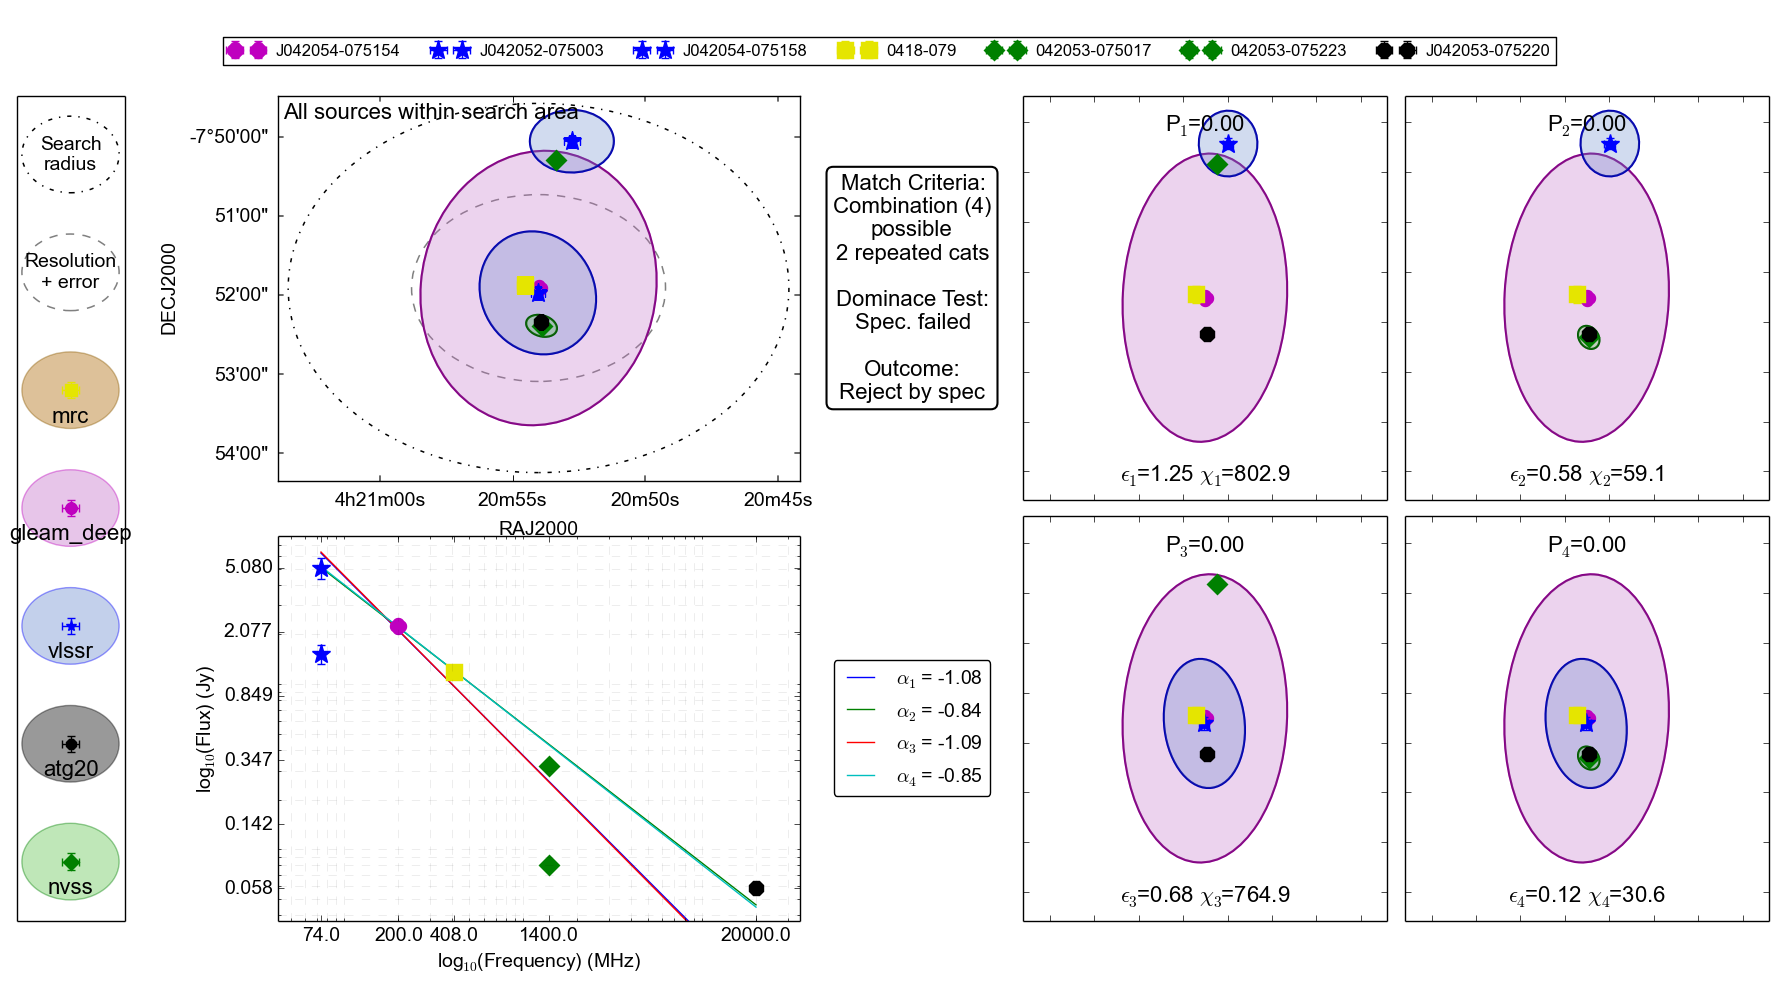 J042054-075154 J042052-075003 J042054-075158 0418-079 042053-075017 042053-075223 J042053-075220
Search
radius
Resolution
+ error
mrc
gleam_deep
vlssr
atg20
nvss
All sources within search area
DECJ2000
-7°50'00"
51'00"
52'00"
53'00"
54'00"
4h21m00s 20m55s 20m50s 20m45s
RAJ2000
Match Criteria:
Combination (4)
possible
2 repeated cats
Dominace Test:
Spec. failed
Outcome:
Reject by spec
P1=0.00
ϵ1=1.25 χ1=802.9
P2=0.00
ϵ2=0.58 χ2=59.1
log10(Flux) (Jy)
5.080
2.077
0.849
0.347
0.142
0.058
74.0 200.0 408.0 1400.0 20000.0
log10(Frequency) (MHz)
α1 = -1.08
α2 = -0.84
α3 = -1.09
α4 = -0.85
P3=0.00
ϵ3=0.68 χ3=764.9
P4=0.00
ϵ4=0.12 χ4=30.6